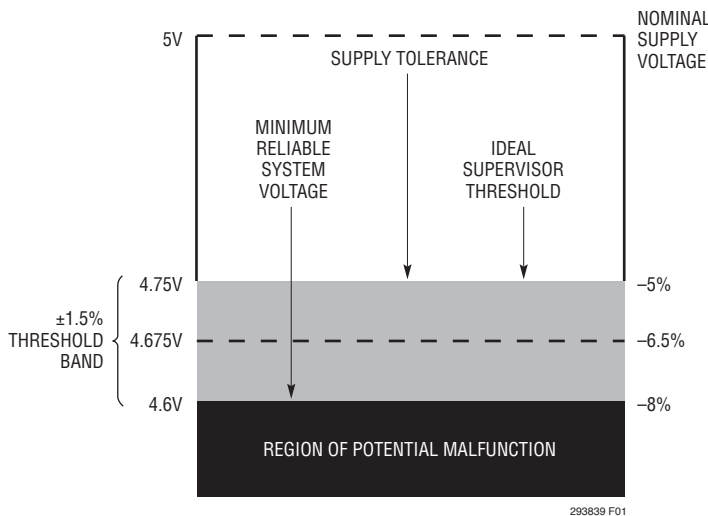 NOMINAL
SUPPLY
VOLTAGE
5V
SUPPLY TOLERANCE
MINIMUM
RELIABLE
SYSTEM
VOLTAGE
IDEAL
SUPERVISOR
THRESHOLD
4.75V
–5%
±1.5%
THRESHOLD
BAND
4.675V
–6.5%
4.6V
–8%
REGION OF POTENTIAL MALFUNCTION
293839 F01